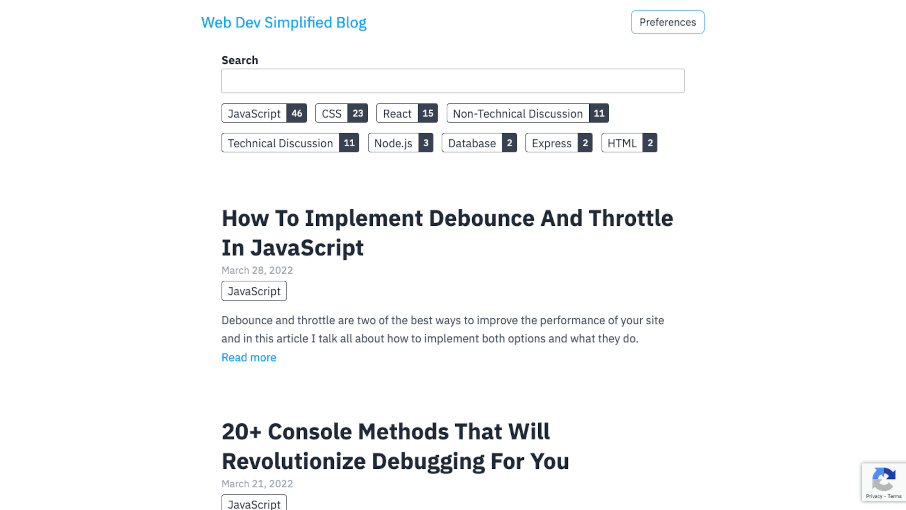 Web Dev Simplified Blog
Preferences
Search
JavaScript 46
CSS 23
React 15
Non-Technical Discussion 11
Technical Discussion 11
Node.js 3
Database 2
Express 2
HTML 2
How To Implement Debounce And Throttle
In JavaScript
March 28, 2022
JavaScript
Debounce and throttle are two of the best ways to improve the performance of your site
and in this article I talk all about how to implement both options and what they do.
Read more
20+ Console Methods That Will
Revolutionize Debugging For You
March 21, 2022
JavaScript
Privacy - Terms